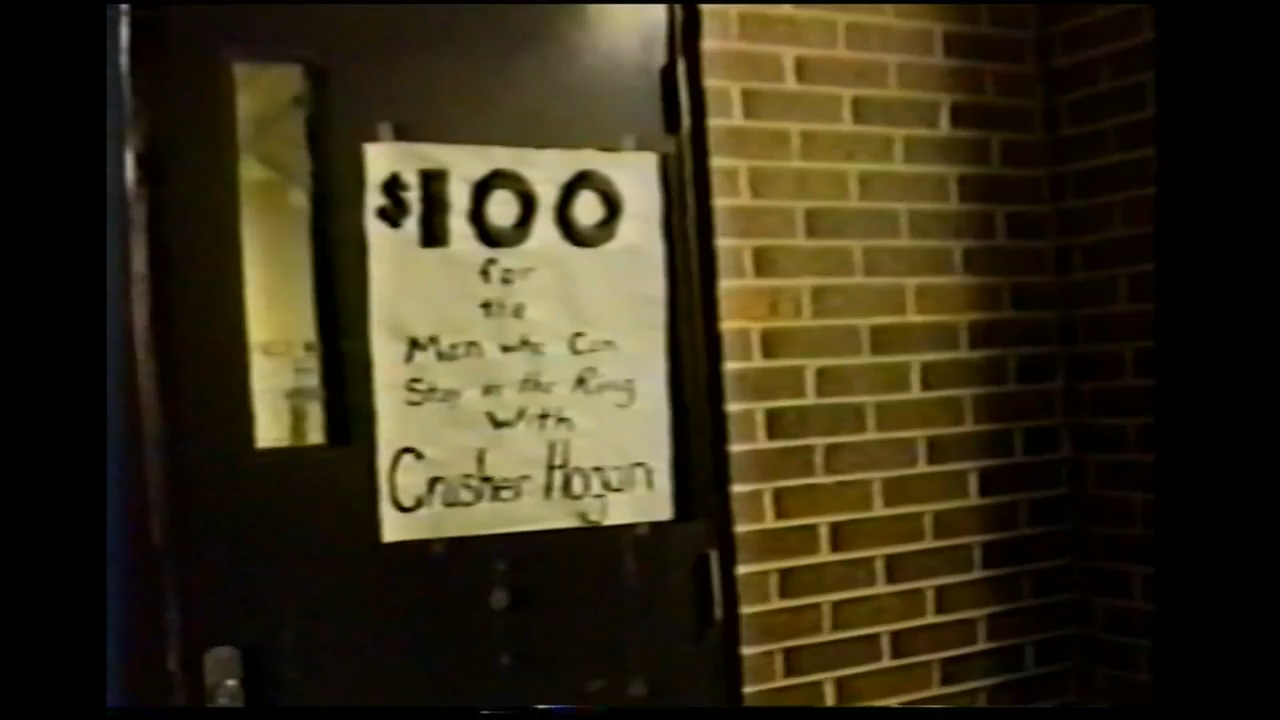 $100
for
the
Man who Can
Stay in the Ring
With
Crusher Hogan